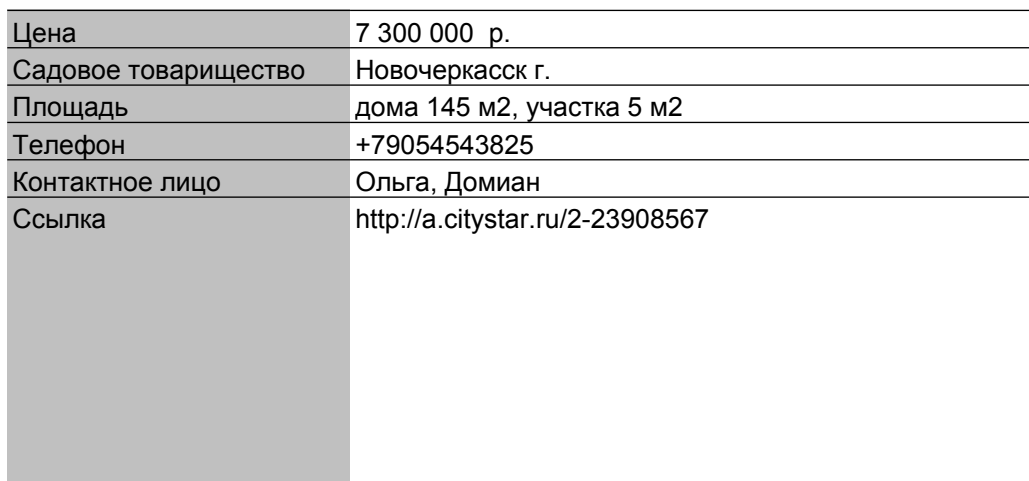 Цена 7 300 000 р.
Садовое товарищество Новочеркасск г.
Площадь дома 145 м2, участка 5 м2
Телефон +79054543825
Контактное лицо Ольга, Домиан
Ссылка http://a.citystar.ru/2-23908567